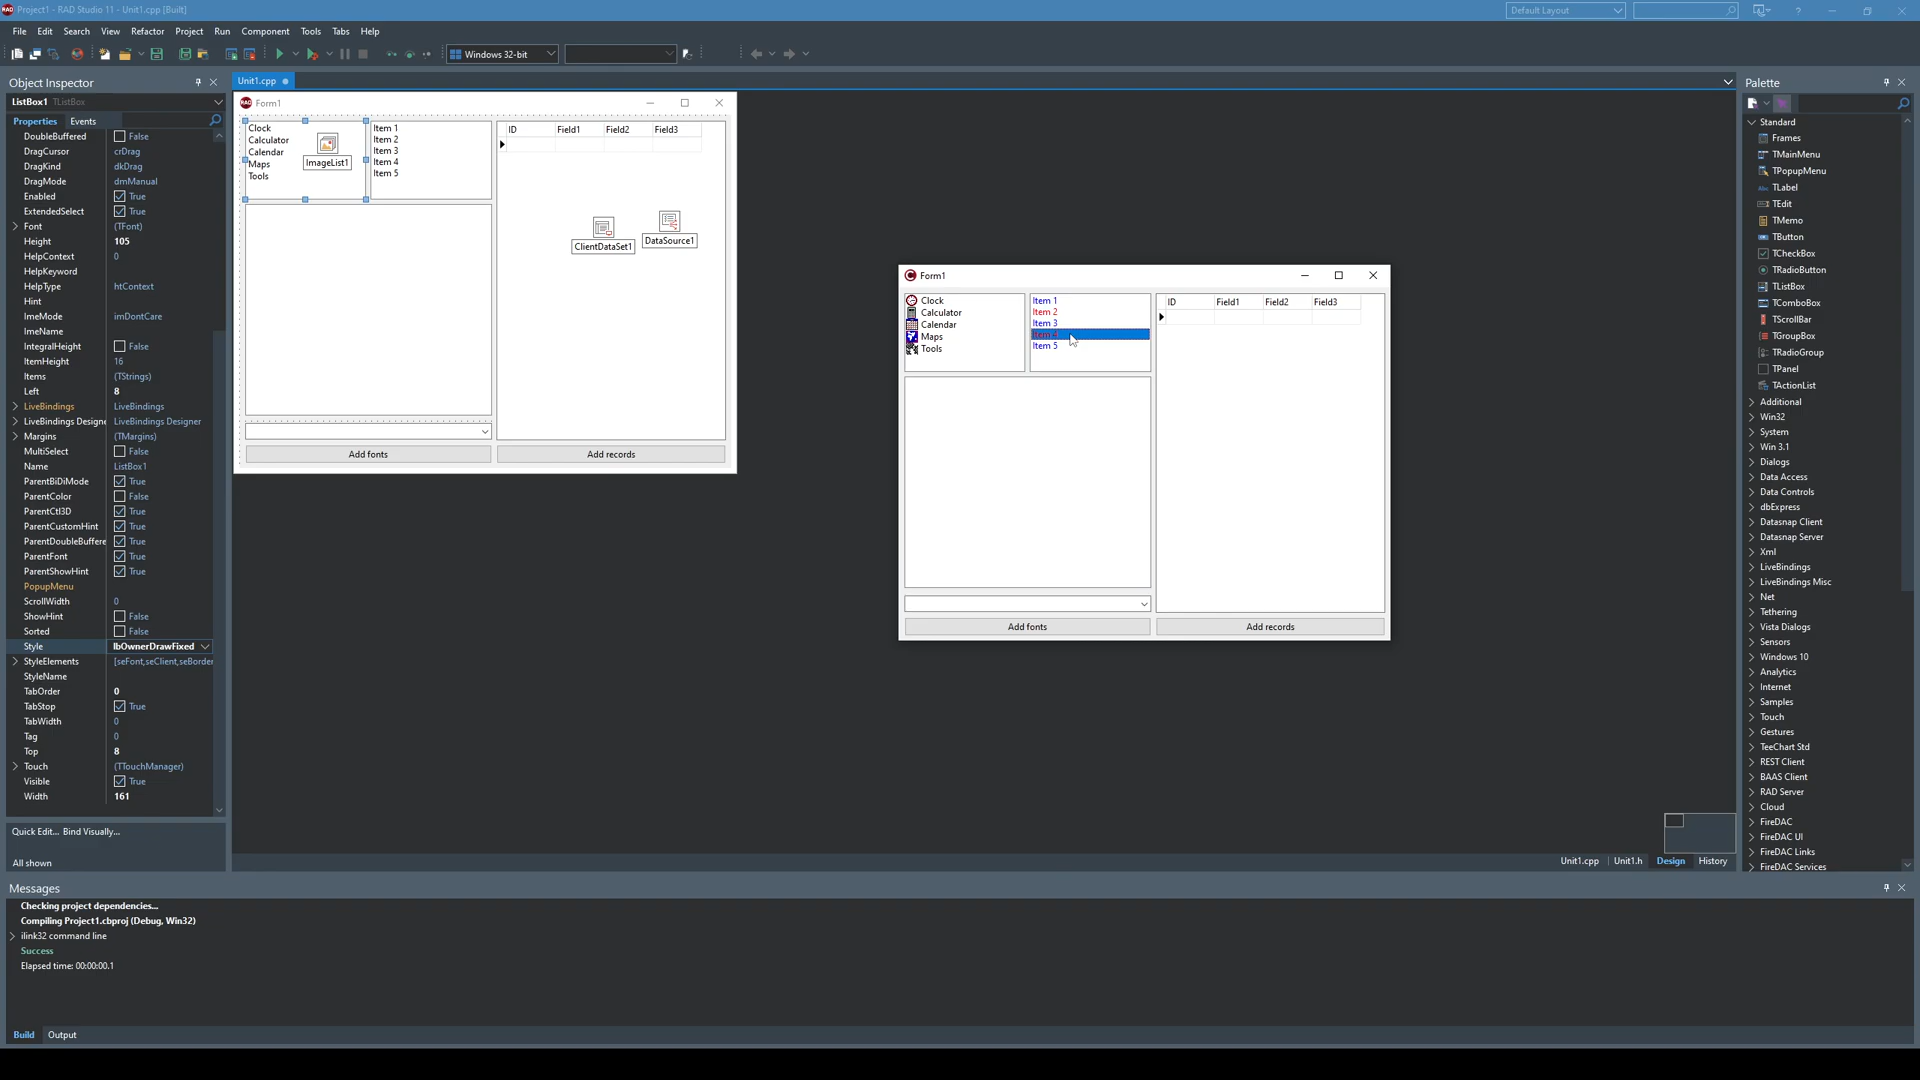 Project1 - RAD Studio 11 - Unit1.cpp [Built]
Default Layout
File Edit Search View Refactor Project Run Component Tools Tabs Help
Windows 32-bit
Object Inspector
ListBox1 TListBox
Properties Events
DoubleBuffered False
DragCursor crDrag
DragKind dkDrag
DragMode dmManual
Enabled True
ExtendedSelect True
Font (TFont)
Height 105
HelpContext 0
HelpKeyword
HelpType htContext
Hint
ImeMode imDontCare
ImeName
IntegralHeight False
ItemHeight 16
Items (TStrings)
Left 8
LiveBindings LiveBindings
LiveBindings Designe LiveBindings Designer
Margins (TMargins)
MultiSelect False
Name ListBox1
ParentBiDiMode True
ParentColor False
ParentCtl3D True
ParentCustomHint True
ParentDoubleBuffere True
ParentFont True
ParentShowHint True
PopupMenu
ScrollWidth 0
ShowHint False
Sorted False
Style lbOwnerDrawFixed
StyleElements [seFont,seClient,seBorder
StyleName
TabOrder 0
TabStop True
TabWidth 0
Tag 0
Top 8
Touch (TTouchManager)
Visible True
Width 161
Quick Edit... Bind Visually...
All shown
Unit1.cpp
Form1
Clock
Calculator
Calendar
Maps
Tools
ImageList1
Item 1
Item 2
Item 3
Item 4
Item 5
ID Field1 Field2 Field3
ClientDataSet1
DataSource1
Add fonts
Add records
Form1
Clock
Calculator
Calendar
Maps
Tools
Item 1
Item 2
Item 3
Item 4
Item 5
ID Field1 Field2 Field3
Add fonts
Add records
Unit1.cpp Unit1.h Design History
Palette
Standard
Frames
TMainMenu
TPopupMenu
TLabel
TEdit
TMemo
TButton
TCheckBox
TRadioButton
TListBox
TComboBox
TScrollBar
TGroupBox
TRadioGroup
TPanel
TActionList
Additional
Win32
System
Win 3.1
Dialogs
Data Access
Data Controls
dbExpress
Datasnap Client
Datasnap Server
Xml
LiveBindings
LiveBindings Misc
Net
Tethering
Vista Dialogs
Sensors
Windows 10
Analytics
Internet
Samples
Touch
Gestures
TeeChart Std
REST Client
BAAS Client
RAD Server
Cloud
FireDAC
FireDAC UI
FireDAC Links
FireDAC Services
Messages
Checking project dependencies...
Compiling Project1.cbproj (Debug, Win32)
ilink32 command line
Success
Elapsed time: 00:00:00.1
Build Output